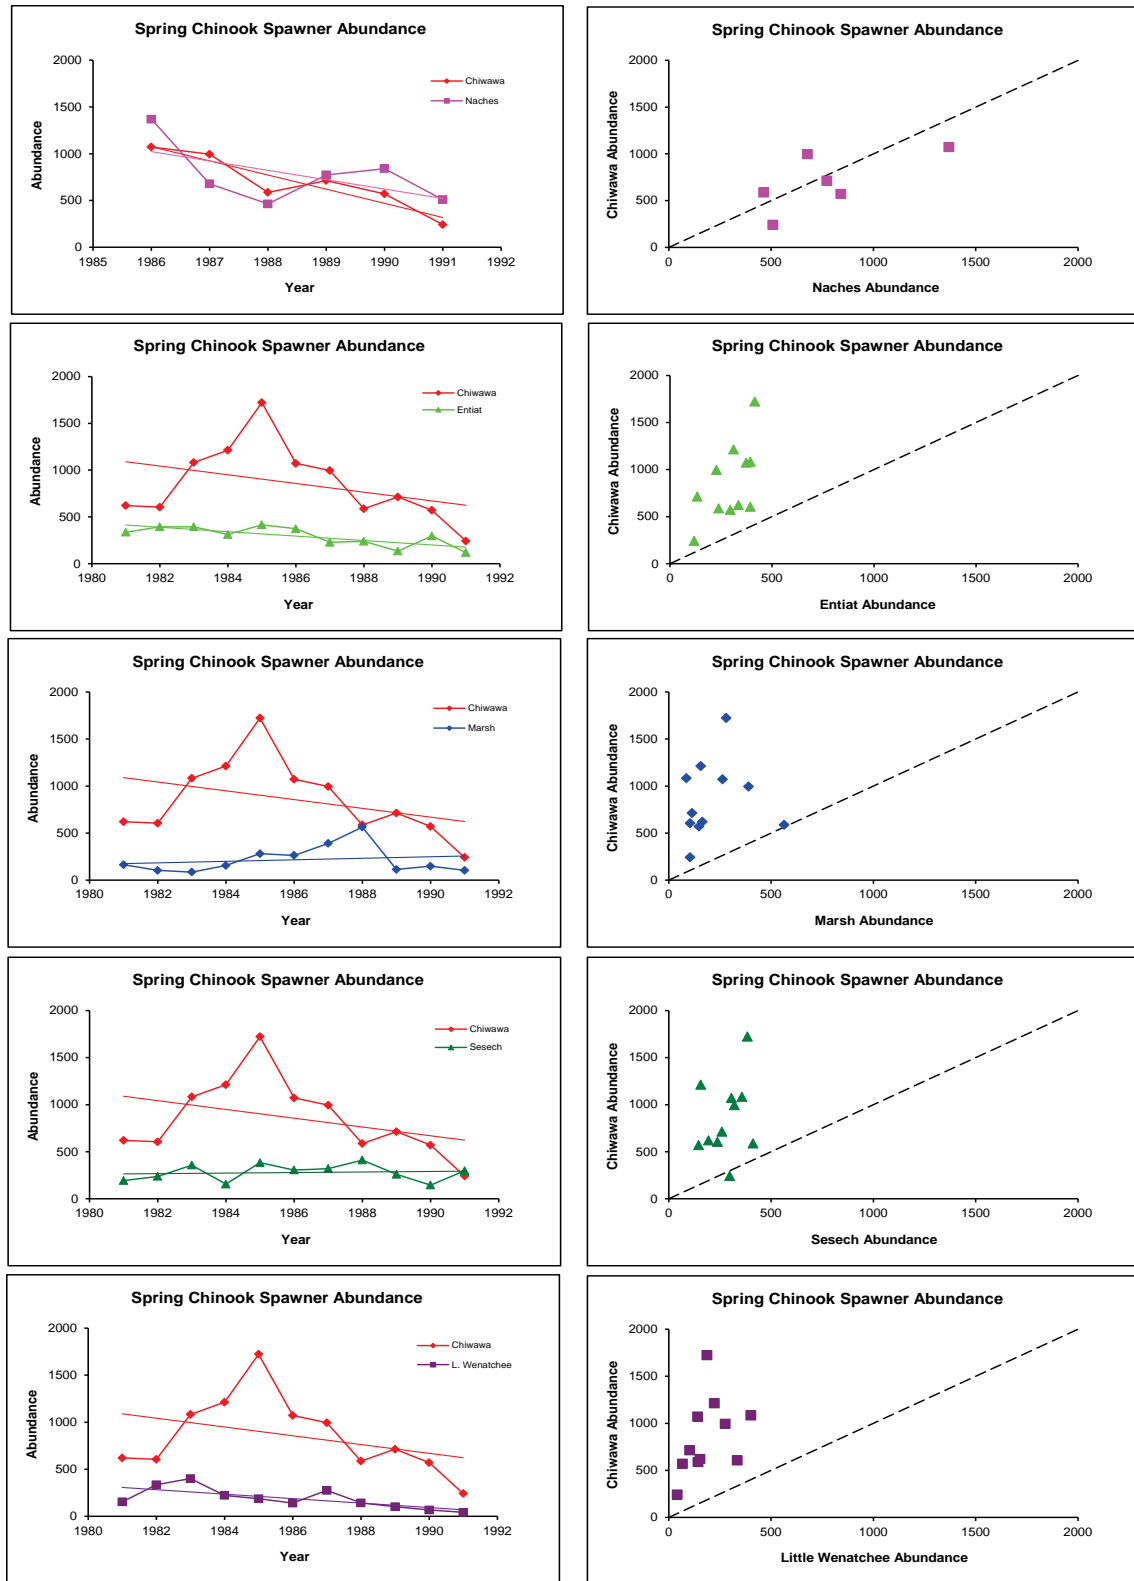 Spring Chinook Spawner Abundance
2000
1500
1000
500
0
Abundance
Chiwawa
Naches
1985 1986 1987 1988 1989 1990 1991 1992
Year
Spring Chinook Spawner Abundance
2000
1500
1000
500
0
Chiwawa Abundance
0 500 1000 1500 2000
Naches Abundance
Spring Chinook Spawner Abundance
2000
1500
1000
500
0
Abundance
Chiwawa
Entiat
1980 1982 1984 1986 1988 1990 1992
Year
Spring Chinook Spawner Abundance
2000
1500
1000
500
0
Chiwawa Abundance
0 500 1000 1500 2000
Entiat Abundance
Spring Chinook Spawner Abundance
2000
1500
1000
500
0
Abundance
Chiwawa
Marsh
1980 1982 1984 1986 1988 1990 1992
Year
Spring Chinook Spawner Abundance
2000
1500
1000
500
0
Chiwawa Abundance
0 500 1000 1500 2000
Marsh Abundance
Spring Chinook Spawner Abundance
2000
1500
1000
500
0
Abundance
Chiwawa
Sesech
1980 1982 1984 1986 1988 1990 1992
Year
Spring Chinook Spawner Abundance
2000
1500
1000
500
0
Chiwawa Abundance
0 500 1000 1500 2000
Sesech Abundance
Spring Chinook Spawner Abundance
2000
1500
1000
500
0
Abundance
Chiwawa
L. Wenatchee
1980 1982 1984 1986 1988 1990 1992
Year
Spring Chinook Spawner Abundance
2000
1500
1000
500
0
Chiwawa Abundance
0 500 1000 1500 2000
Little Wenatchee Abundance